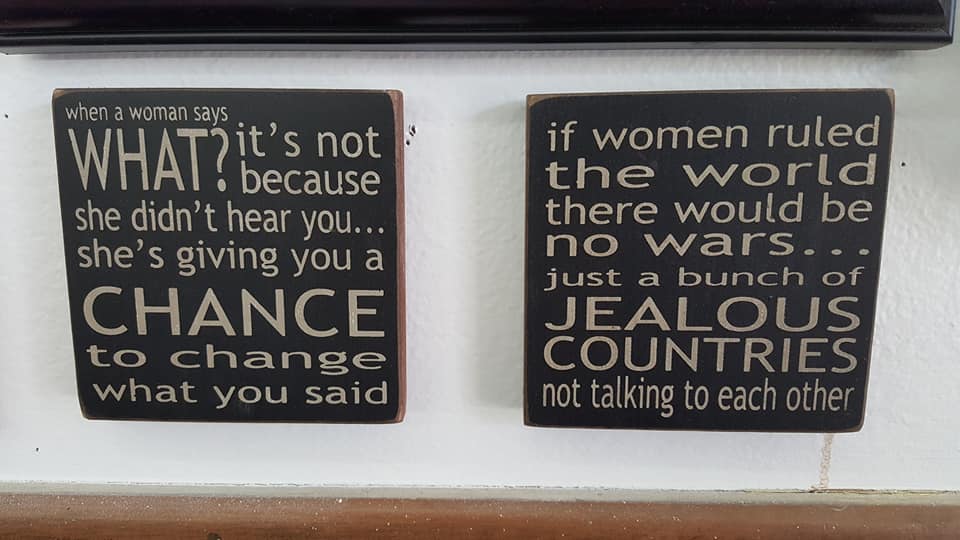 when a woman says
WHAT? it's not
because
she didn't hear you...
she's giving you a
CHANCE
to change
what you said
if women ruled
the world
there would be
no wars...
just a bunch of
JEALOUS
COUNTRIES
not talking to each other